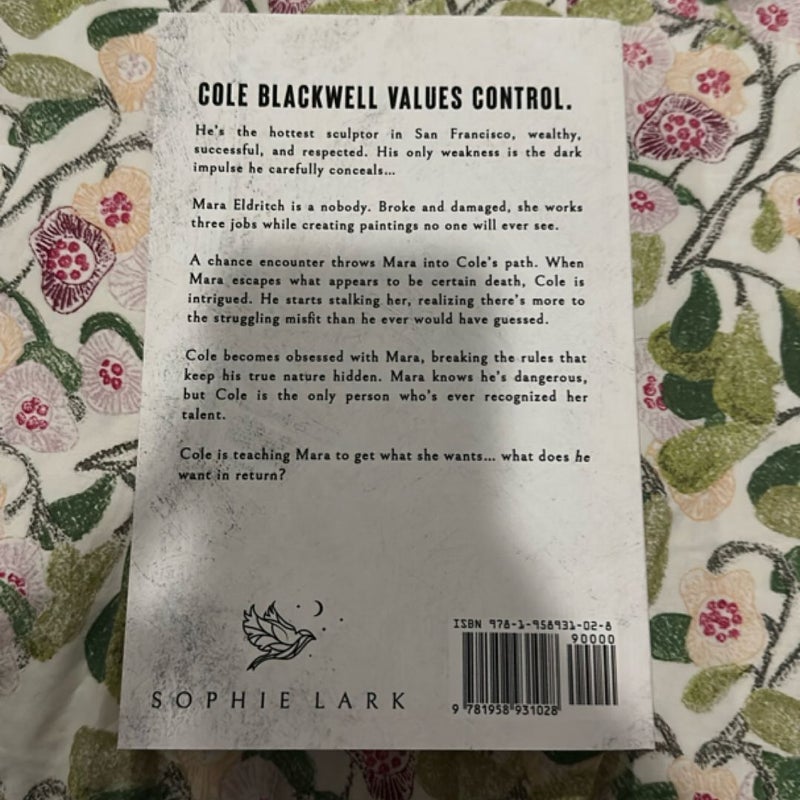 COLE BLACKWELL VALUES CONTROL.
He's the hottest sculptor in San Francisco, wealthy,
successful, and respected. His only weakness is the dark
impulse he carefully conceals...
Mara Eldritch is a nobody. Broke and damaged, she works
three jobs while creating paintings no one will ever see.
A chance encounter throws Mara into Cole's path. When
Mara escapes what appears to be certain death, Cole is
intrigued. He starts stalking her, realizing there's more to
the struggling misfit than he ever would have guessed.
Cole becomes obsessed with Mara, breaking the rules that
keep his true nature hidden. Mara knows he's dangerous,
but Cole is the only person who's ever recognized her
talent.
Cole is teaching Mara to get what she wants... what does he
want in return?
SOPHIE LARK
ISBN 978-1-958931-02-8
90000
9 781958 931028